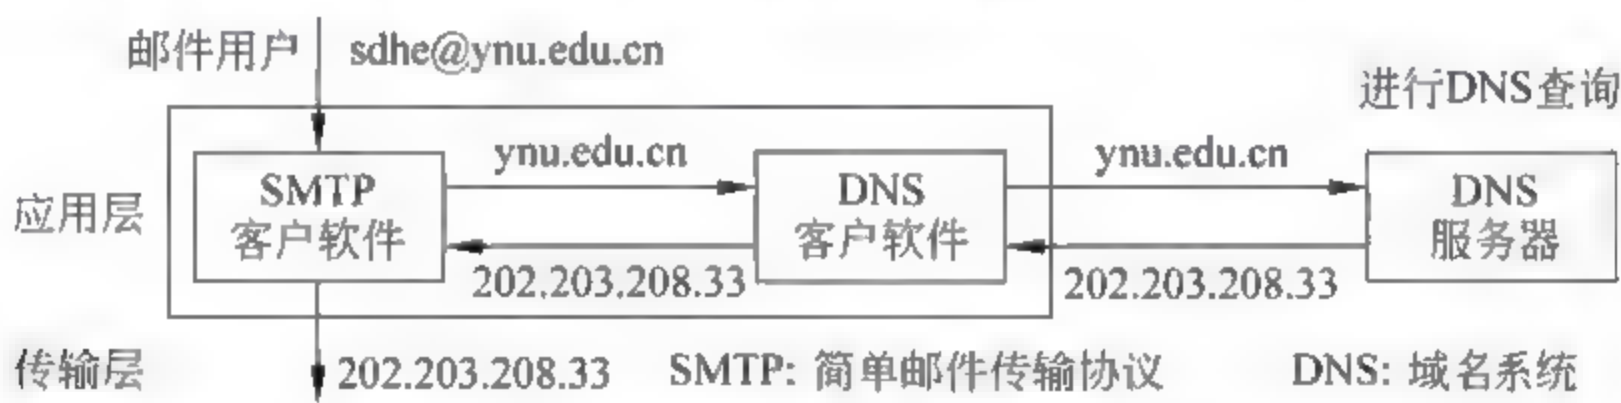 邮件用户
sdhe@ynu.edu.cn
进行DNS查询
应用层
SMTP
客户软件
ynu.edu.cn
202.203.208.33
DNS
客户软件
ynu.edu.cn
202.203.208.33
DNS
服务器
传输层
202.203.208.33
SMTP: 简单邮件传输协议
DNS: 域名系统